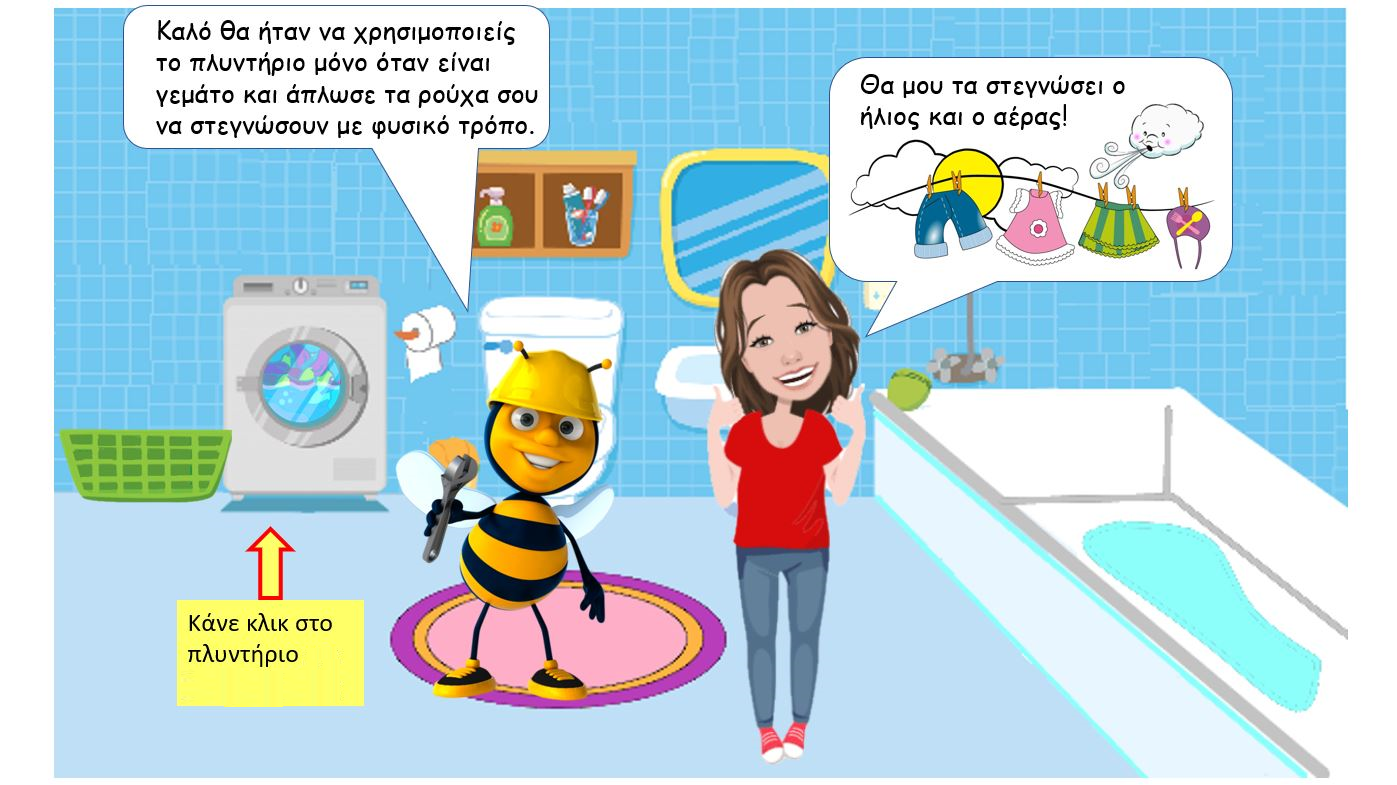 Καλό θα ήταν να χρησιμοποιείς
το πλυντήριο μόνο όταν είναι
γεμάτο και άπλωσε τα ρούχα σου
να στεγνώσουν με φυσικό τρόπο.
Θα μου τα στεγνώσει ο
ήλιος και ο αέρας!
Κάνε κλικ στο
πλυντήριο